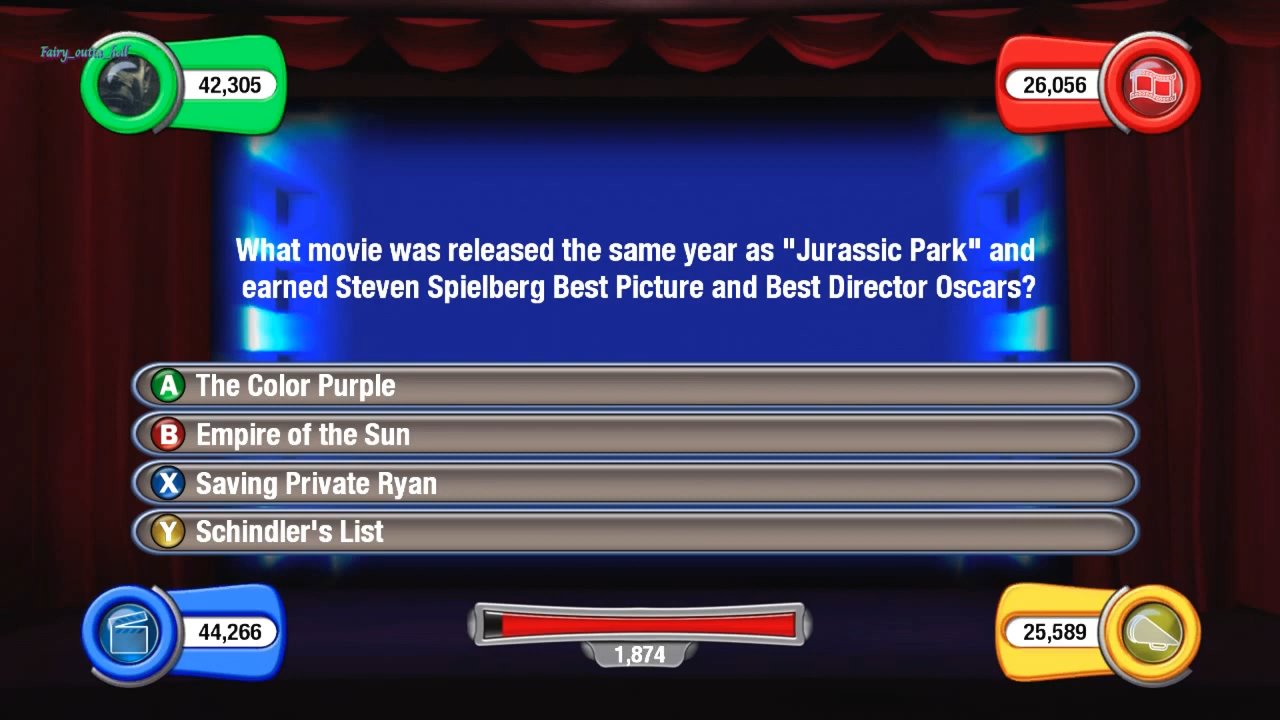 Fairy_outta_hell
42,305
26,056
What movie was released the same year as "Jurassic Park" and
earned Steven Spielberg Best Picture and Best Director Oscars?
A The Color Purple
B Empire of the Sun
X Saving Private Ryan
Y Schindler's List
44,266
1,874
25,589